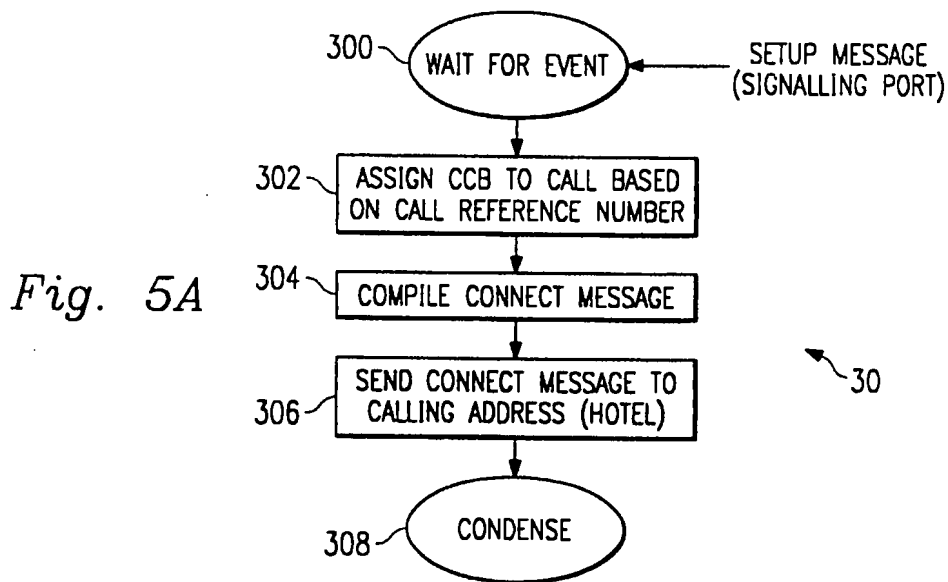 300
WAIT FOR EVENT
SETUP MESSAGE
(SIGNALLING PORT)
302
ASSIGN CCB TO CALL BASED
ON CALL REFERENCE NUMBER
Fig. 5A
304
COMPILE CONNECT MESSAGE
306
SEND CONNECT MESSAGE TO
CALLING ADDRESS (HOTEL)
30
308
CONDENSE